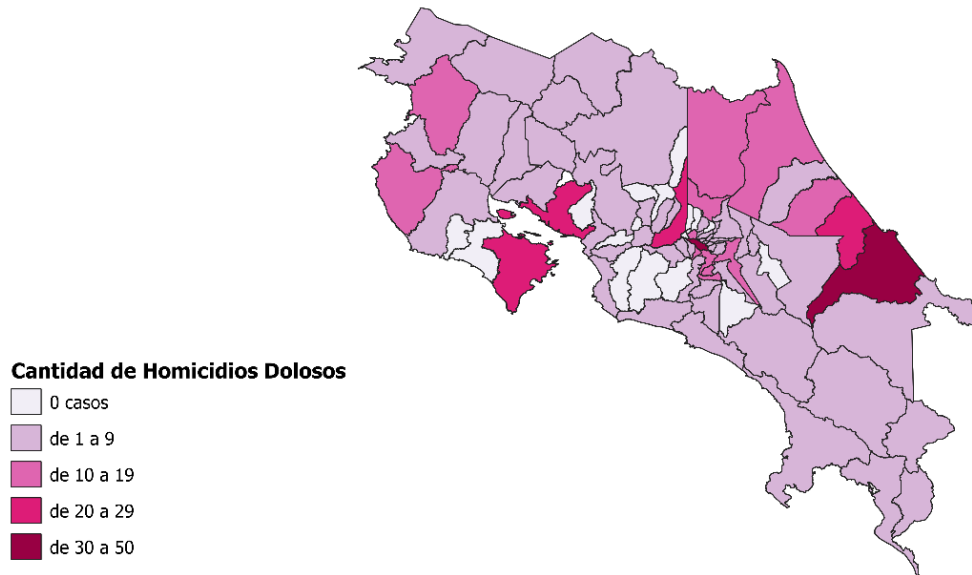 Cantidad de Homicidios Dolosos
0 casos
de 1 a 9
de 10 a 19
de 20 a 29
de 30 a 50